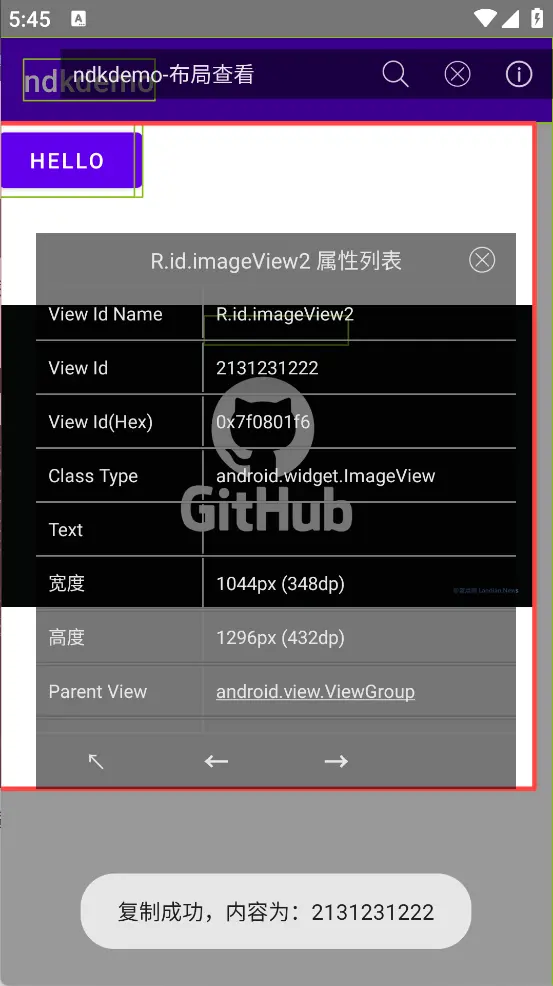 5:45 A
ndkdemo
ndkdemo-布局查看
HELLO
R.id.imageView2 属性列表
View Id Name R.id.imageView2
View Id 2131231222
View Id(Hex) 0x7f0801f6
Class Type android.widget.ImageView
GitHub
Text
宽度 1044px (348dp)
高度 1296px (432dp)
Parent View android.view.ViewGroup
复制成功，内容为：2131231222